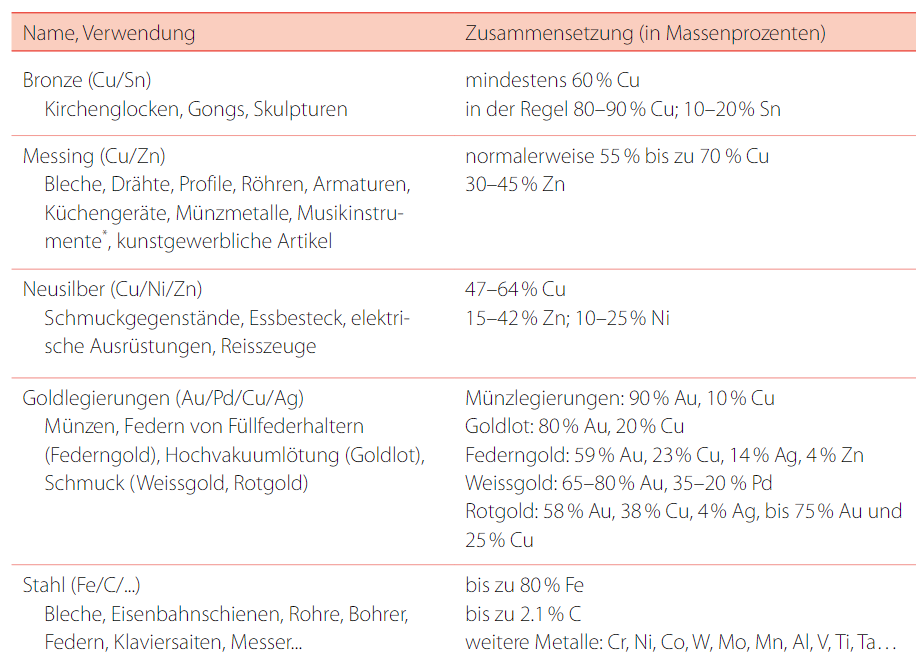 Name, Verwendung
Zusammensetzung (in Massenprozenten)
Bronze (Cu/Sn)
Kirchenglocken, Gongs, Skulpturen
mindestens 60 % Cu
in der Regel 80–90 % Cu; 10–20 % Sn
Messing (Cu/Zn)
Bleche, Drähte, Profile, Röhren, Armaturen,
Küchengeräte, Münzmetalle, Musikinstru-
mente*, kunstgewerbliche Artikel
normalerweise 55 % bis zu 70 % Cu
30–45 % Zn
Neusilber (Cu/Ni/Zn)
Schmuckgegenstände, Essbesteck, elektri-
sche Ausrüstungen, Reisszeuge
47–64 % Cu
15–42 % Zn; 10–25 % Ni
Goldlegierungen (Au/Pd/Cu/Ag)
Münzen, Federn von Füllfederhaltern
(Federngold), Hochvakuumlötung (Goldlot),
Schmuck (Weissgold, Rotgold)
Münzlegierungen: 90 % Au, 10 % Cu
Goldlot: 80 % Au, 20 % Cu
Federngold: 59 % Au, 23 % Cu, 14 % Ag, 4 % Zn
Weissgold: 65–80 % Au, 35–20 % Pd
Rotgold: 58 % Au, 38 % Cu, 4 % Ag, bis 75 % Au und
25 % Cu
Stahl (Fe/C/...)
Bleche, Eisenbahnschienen, Rohre, Bohrer,
Federn, Klaviersaiten, Messer...
bis zu 80 % Fe
bis zu 2.1 % C
weitere Metalle: Cr, Ni, Co, W, Mo, Mn, Al, V, Ti, Ta…